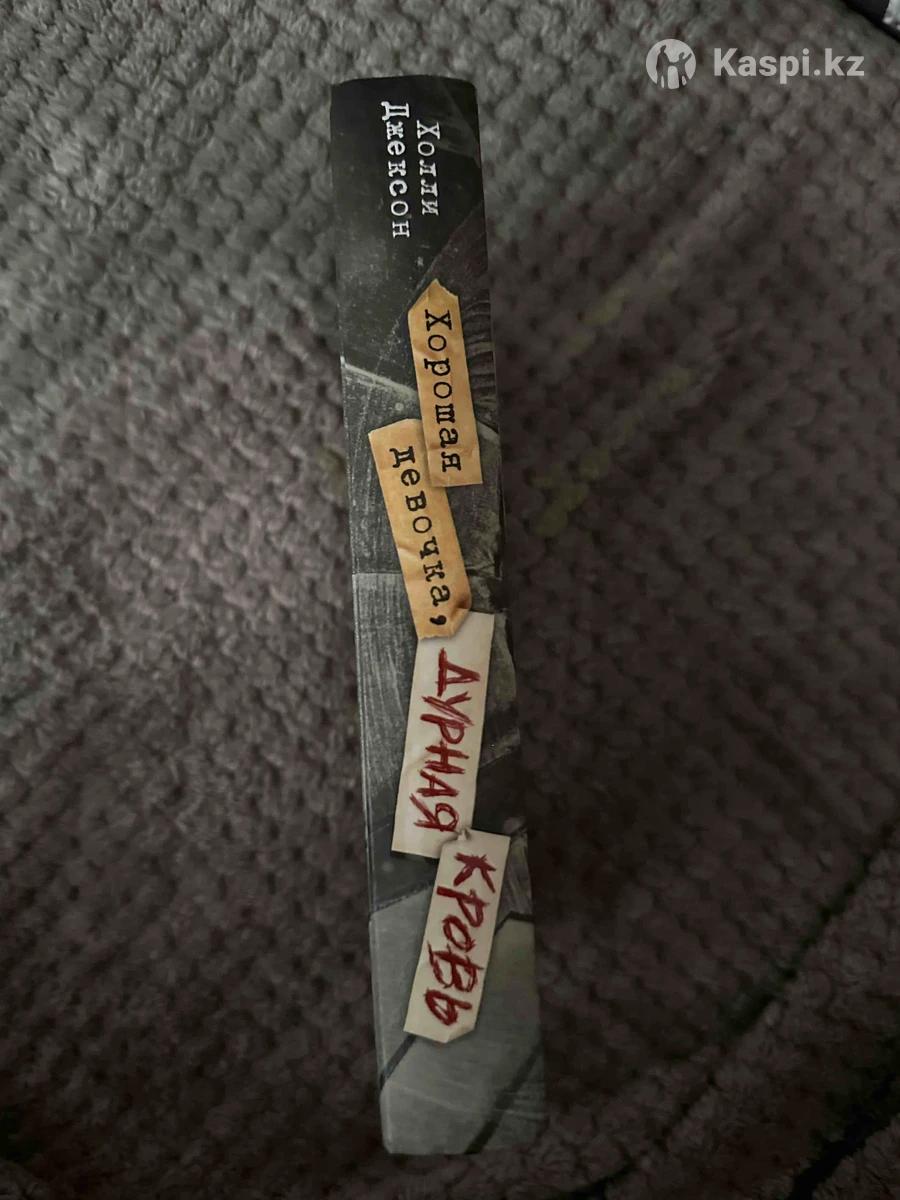 Kaspi.kz
Холли
Джексон
Хорошая
девочка,
ДУРНАЯ
КРОВЬ